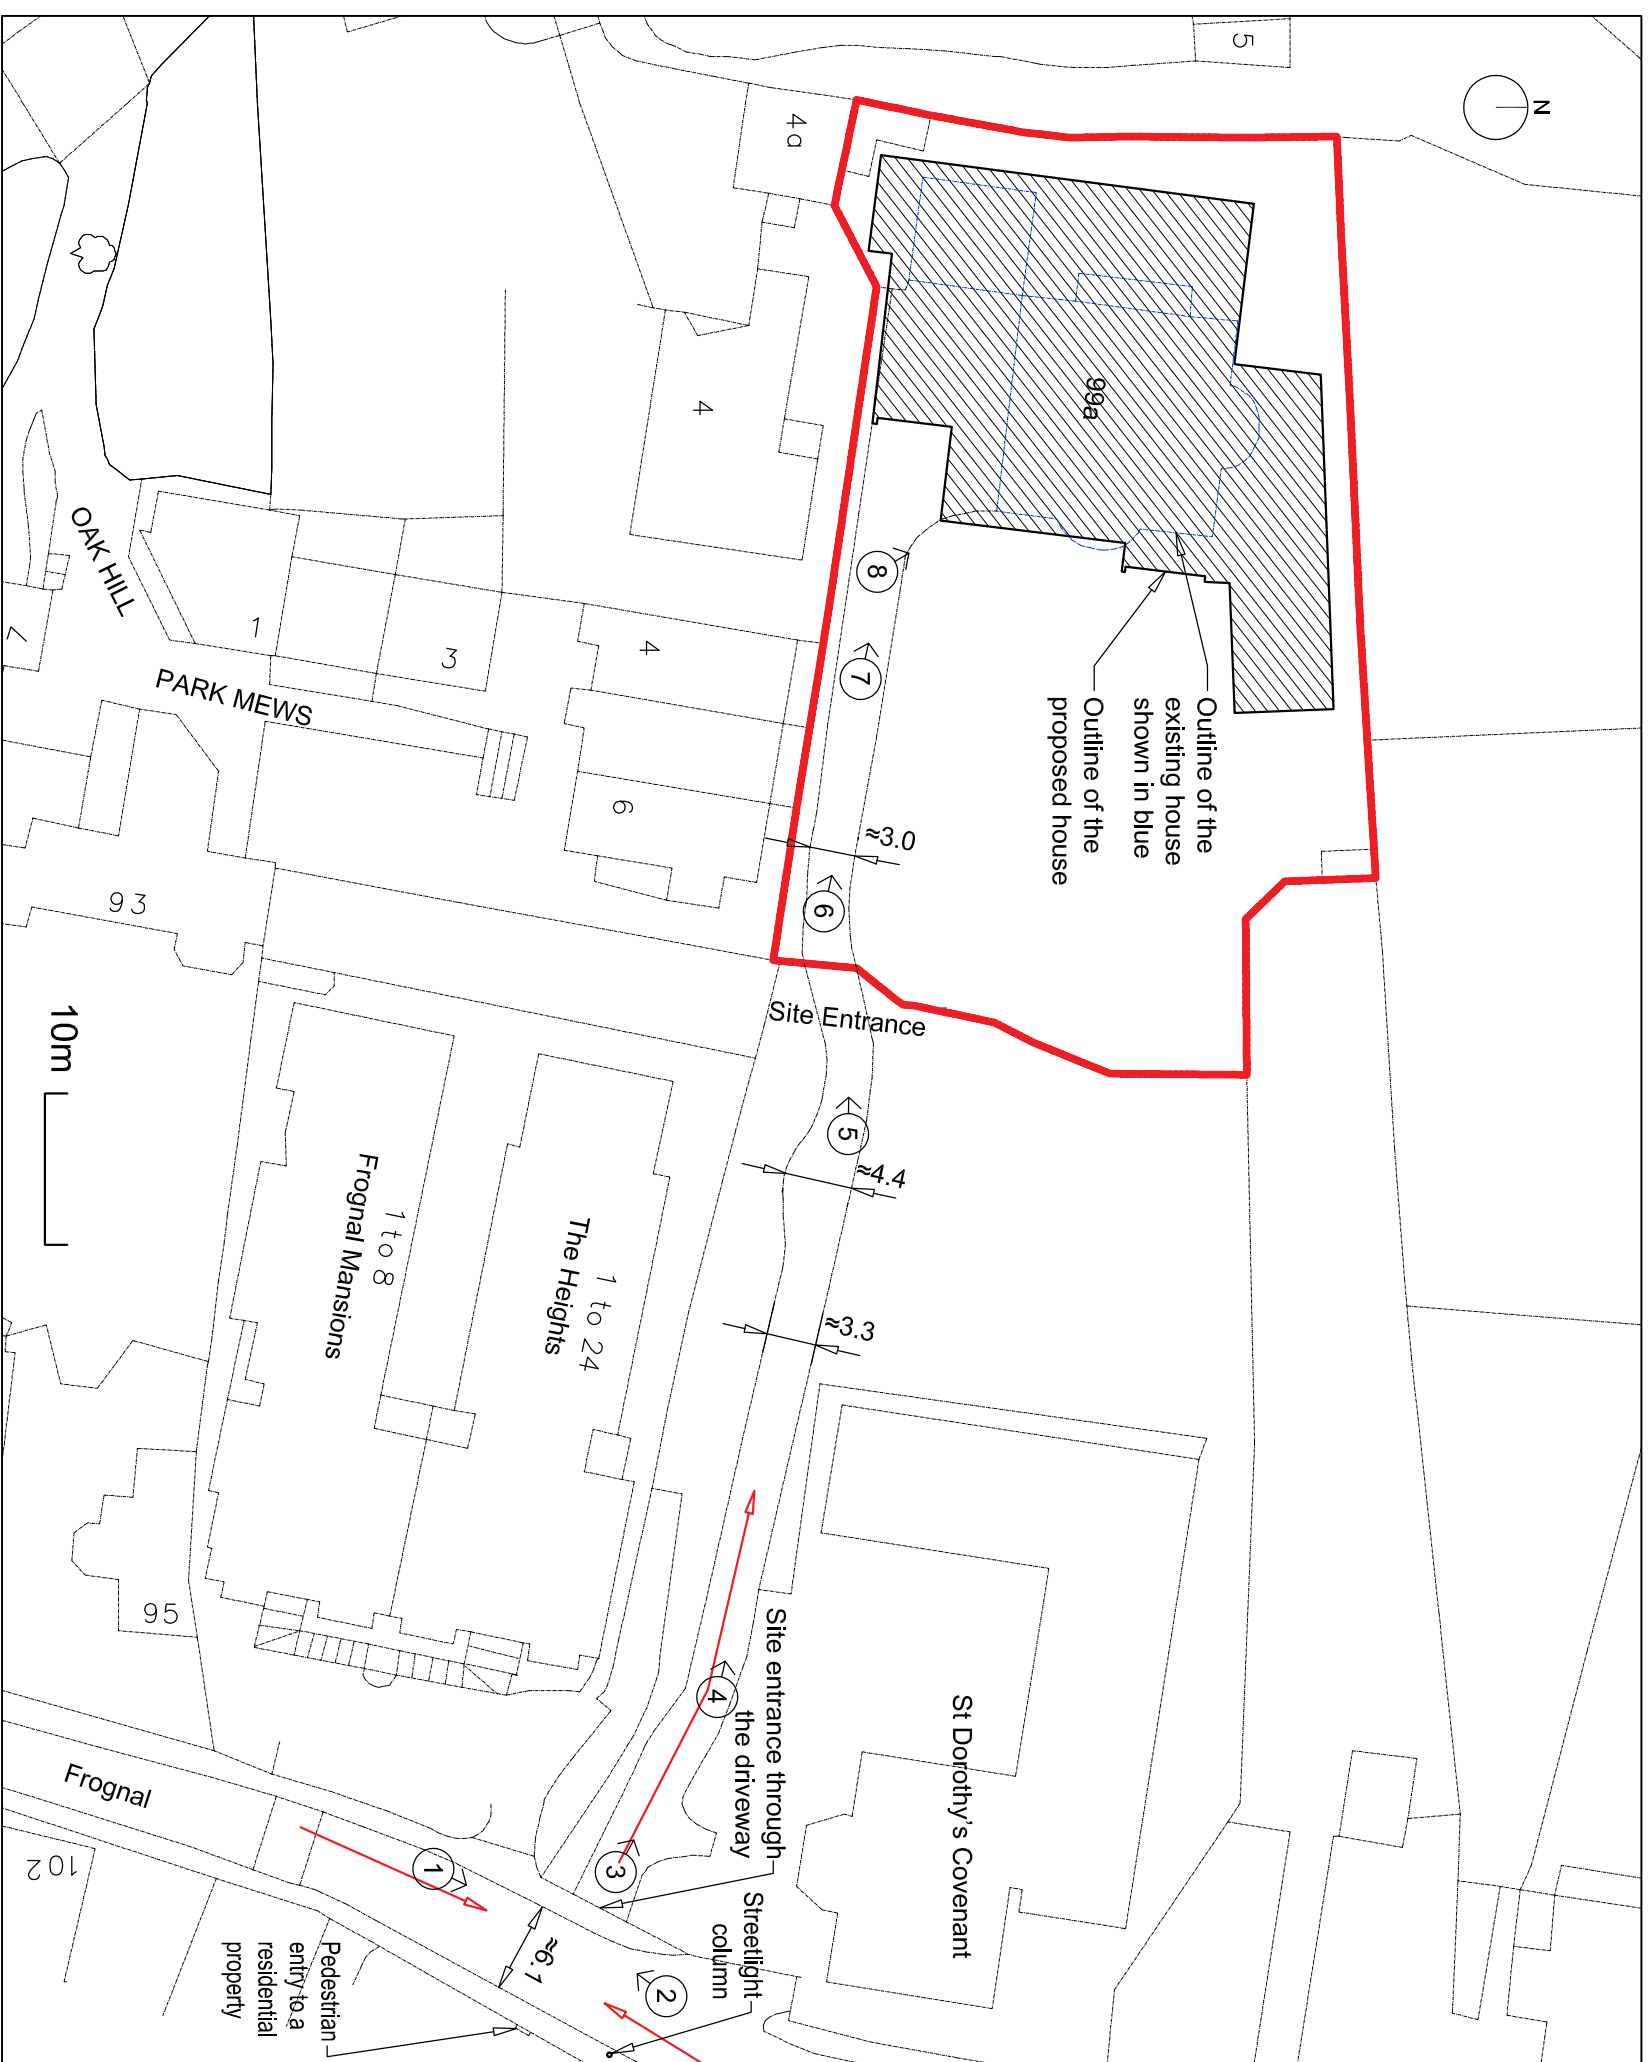 N
5
4a
99a
4
8
7
Outline of the
existing house
shown in blue
Outline of the
proposed house
OAK HILL
1
3
4
6
7
PARK MEWS
≈3.0
6
93
Site Entrance
10m
5
≈4.4
≈3.3
1 to 8
Frognal Mansions
1 to 24
The Heights
95
4
Site entrance through
the driveway
St Dorothy's Covenant
3
1
2
Frognal
102
≈6.1
Streetlight
column
Pedestrian
entry to a
residential
property